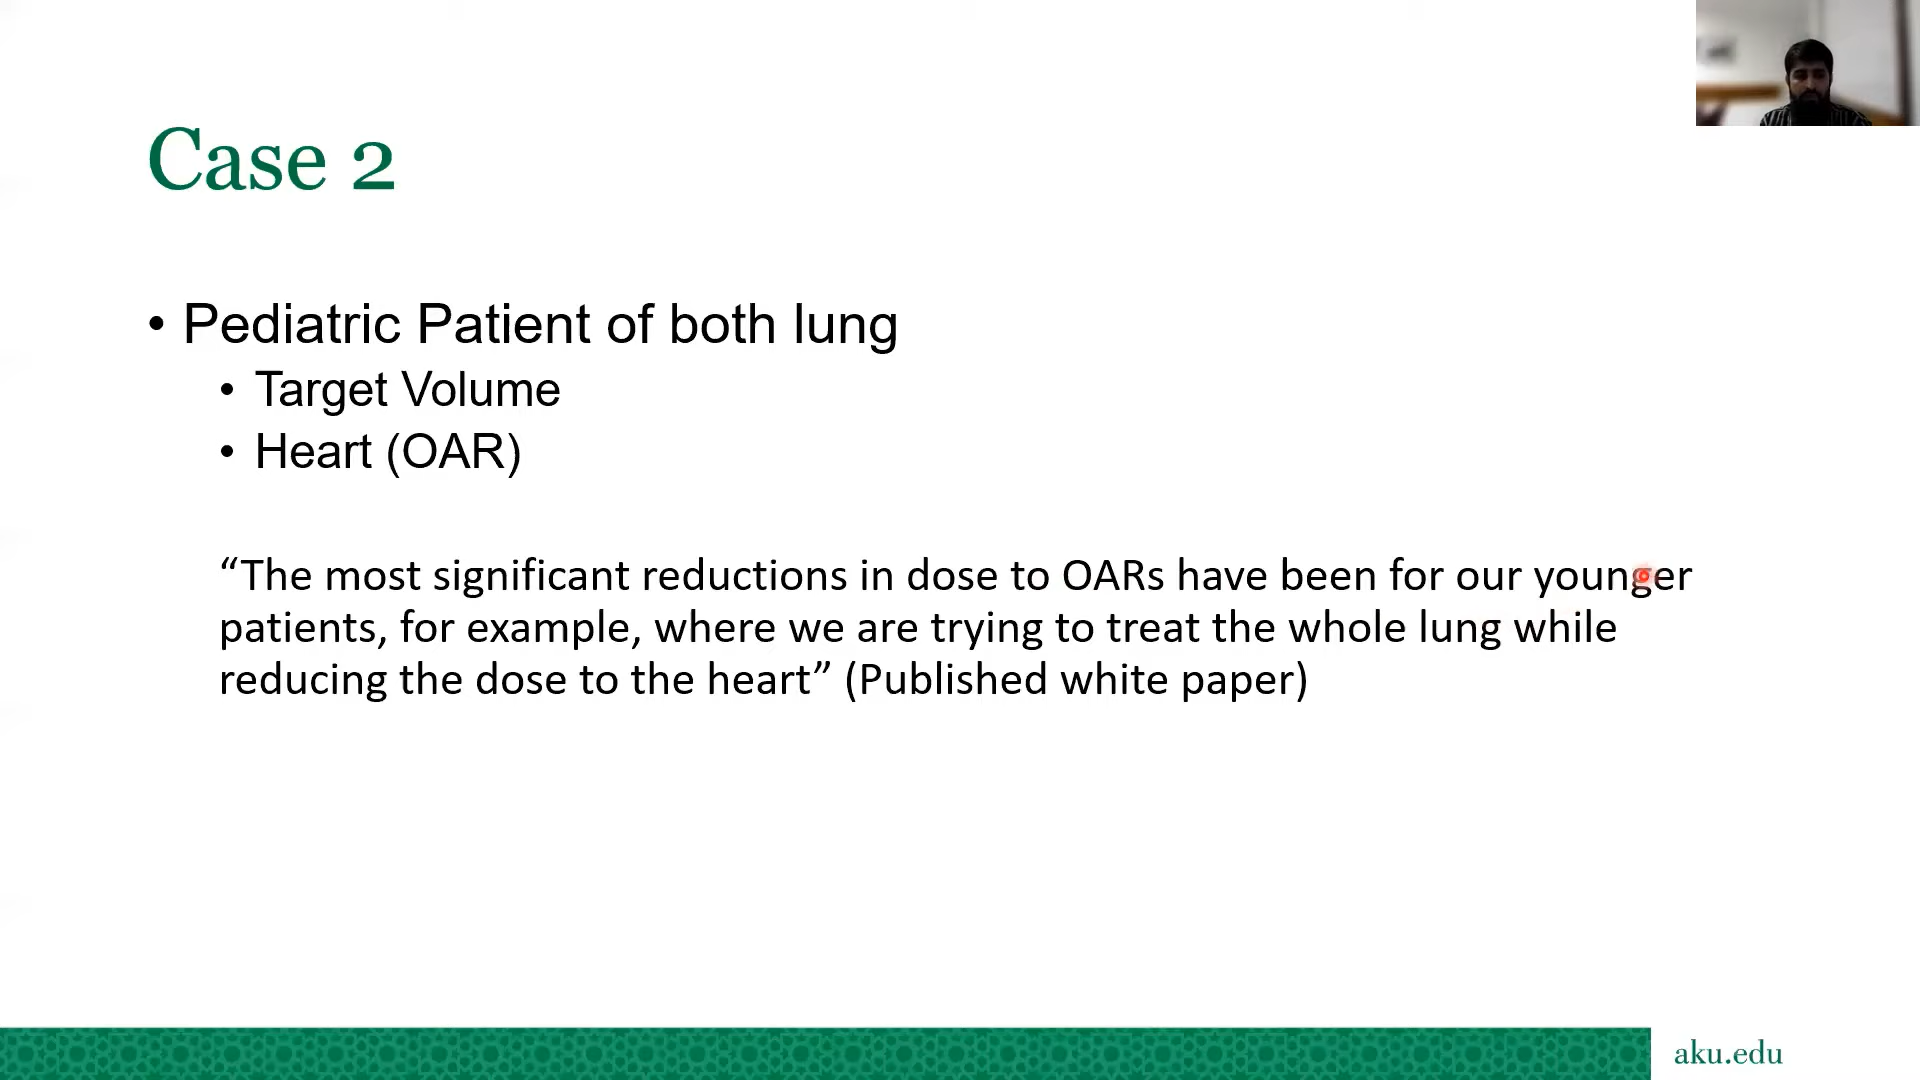 Case 2
• Pediatric Patient of both lung
• Target Volume
• Heart (OAR)
“The most significant reductions in dose to OARs have been for our younger
patients, for example, where we are trying to treat the whole lung while
reducing the dose to the heart” (Published white paper)
aku.edu